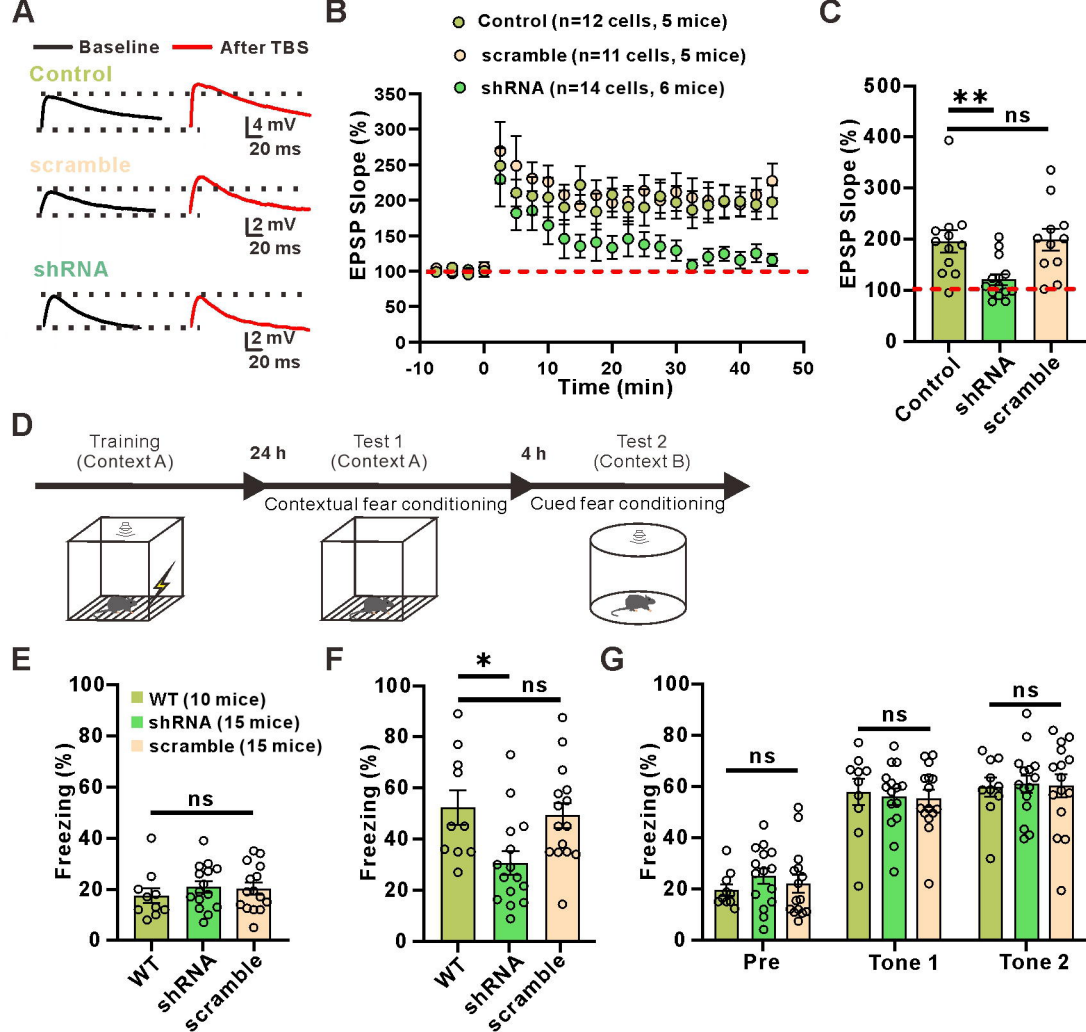 A
Baseline After TBS
Control
4 mV
20 ms
scramble
2 mV
20 ms
shRNA
2 mV
20 ms
B
Control (n=12 cells, 5 mice)
scramble (n=11 cells, 5 mice)
shRNA (n=14 cells, 6 mice)
EPSP Slope (%)
350
300
250
200
150
100
50
0
-10 0 10 20 30 40 50
Time (min)
C
EPSP Slope (%)
500
400
300
200
100
0
**
ns
Control
shRNA
scramble
D
Training
(Context A)
24 h
Test 1
(Context A)
4 h
Test 2
(Context B)
Contextual fear conditioning
Cued fear conditioning
E
Freezing (%)
100
80
60
40
20
0
WT (10 mice)
shRNA (15 mice)
scramble (15 mice)
ns
WT
shRNA
scramble
F
Freezing (%)
100
80
60
40
20
0
*
ns
WT
shRNA
scramble
G
Freezing (%)
100
80
60
40
20
0
ns
ns
ns
Pre Tone 1 Tone 2